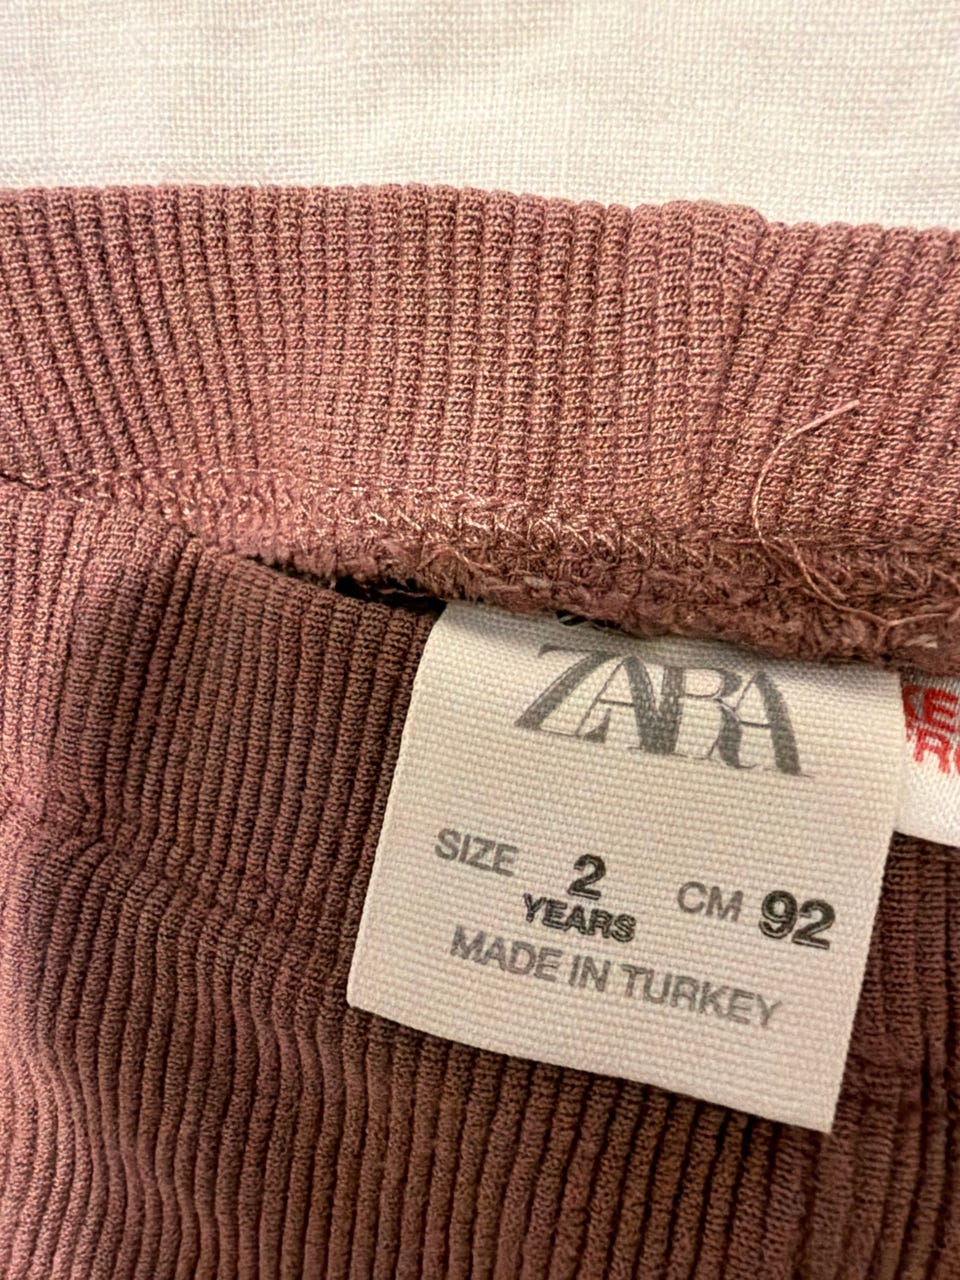 ZARA
SIZE 2 CM 92
YEARS
MADE IN TURKEY